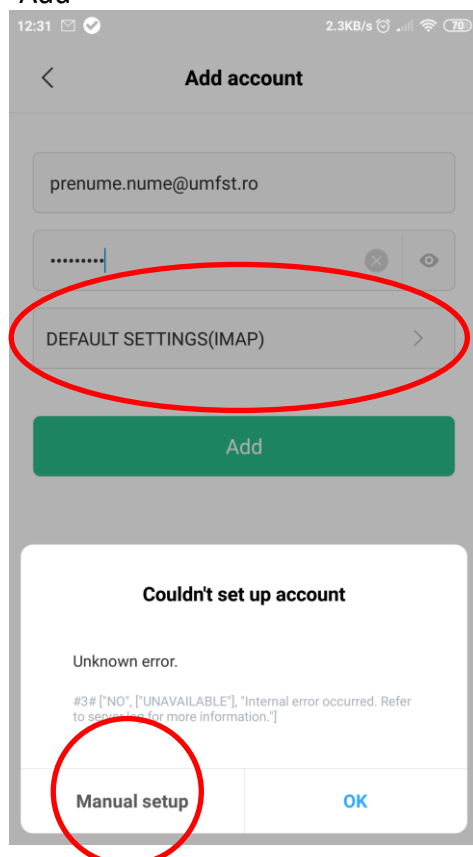 Add
12:31 2.3KB/s 70
Add account
prenume.nume@umfst.ro
•••••••••
DEFAULT SETTINGS(IMAP)
Add
Couldn't set up account
Unknown error.
#3# ["NO", ["UNAVAILABLE"], "Internal error occurred. Refer
to server log for more information."]
Manual setup OK